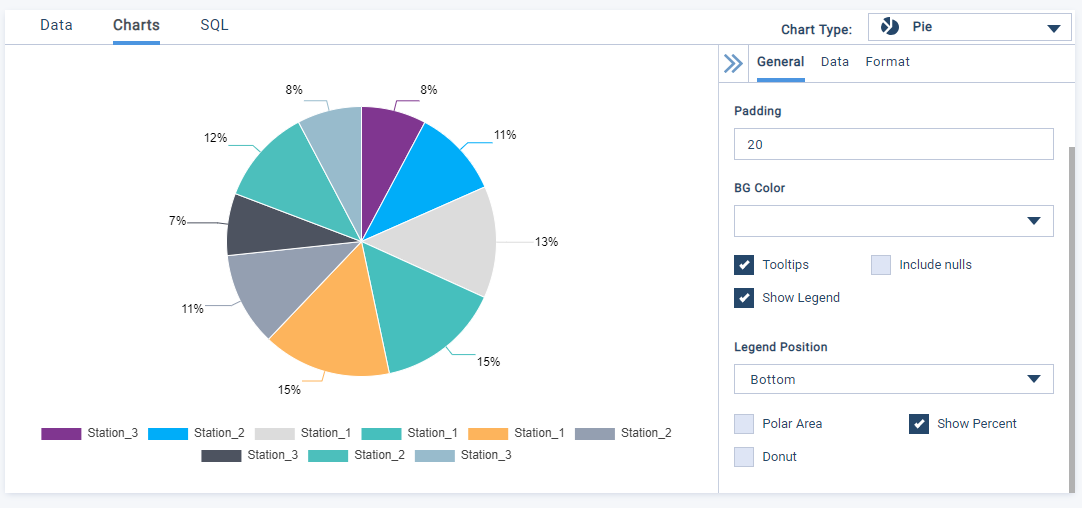 Data Charts SQL
Chart Type: Pie
General Data Format
8% 8%
12% 11%
7% 13%
11% 15%
15%
Station_3 Station_2 Station_1 Station_1 Station_1 Station_2
Station_3 Station_2 Station_3
Padding
20
BG Color
Tooltips Include nulls
Show Legend
Legend Position
Bottom
Polar Area Show Percent
Donut